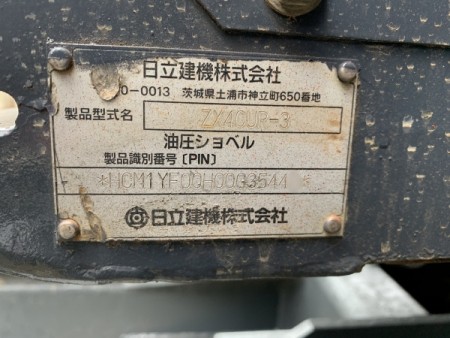 日立建機株式会社
0-0013 茨城県土浦市神立町650番地
製品型式名 ZX40UR-3
油圧ショベル
製品識別番号〔PIN〕
*HCM1YF00H00G3544*
日立建機株式会社